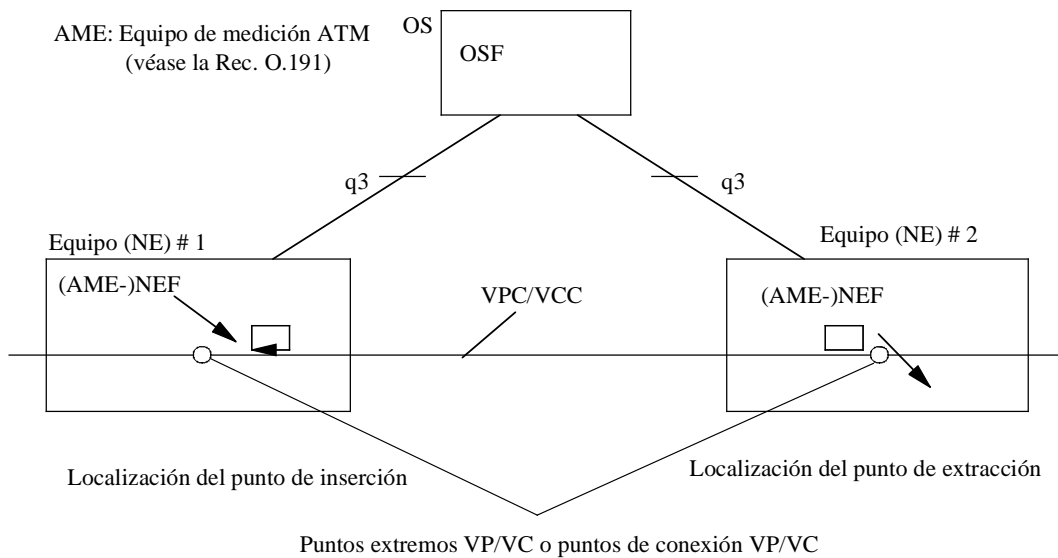 AME: Equipo de medición ATM
(véase la Rec. O.191)
OS
OSF
q3
q3
Equipo (NE) # 1
Equipo (NE) # 2
(AME-)NEF
VPC/VCC
(AME-)NEF
Localización del punto de inserción
Localización del punto de extracción
Puntos extremos VP/VC o puntos de conexión VP/VC